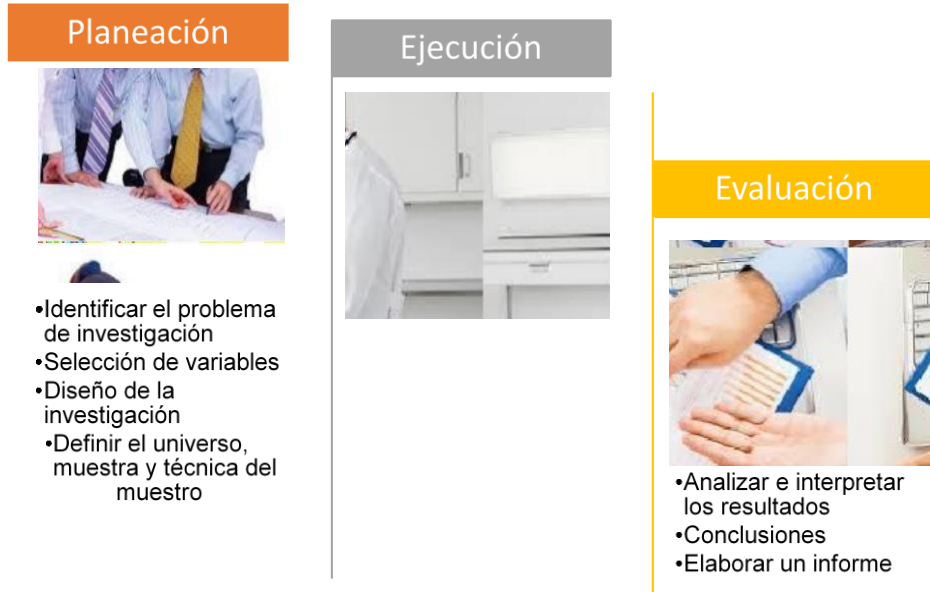 Planeación
•Identificar el problema
de investigación
•Selección de variables
•Diseño de la
investigación
•Definir el universo,
muestra y técnica del
muestro
Ejecución
Evaluación
•Analizar e interpretar
los resultados
•Conclusiones
•Elaborar un informe